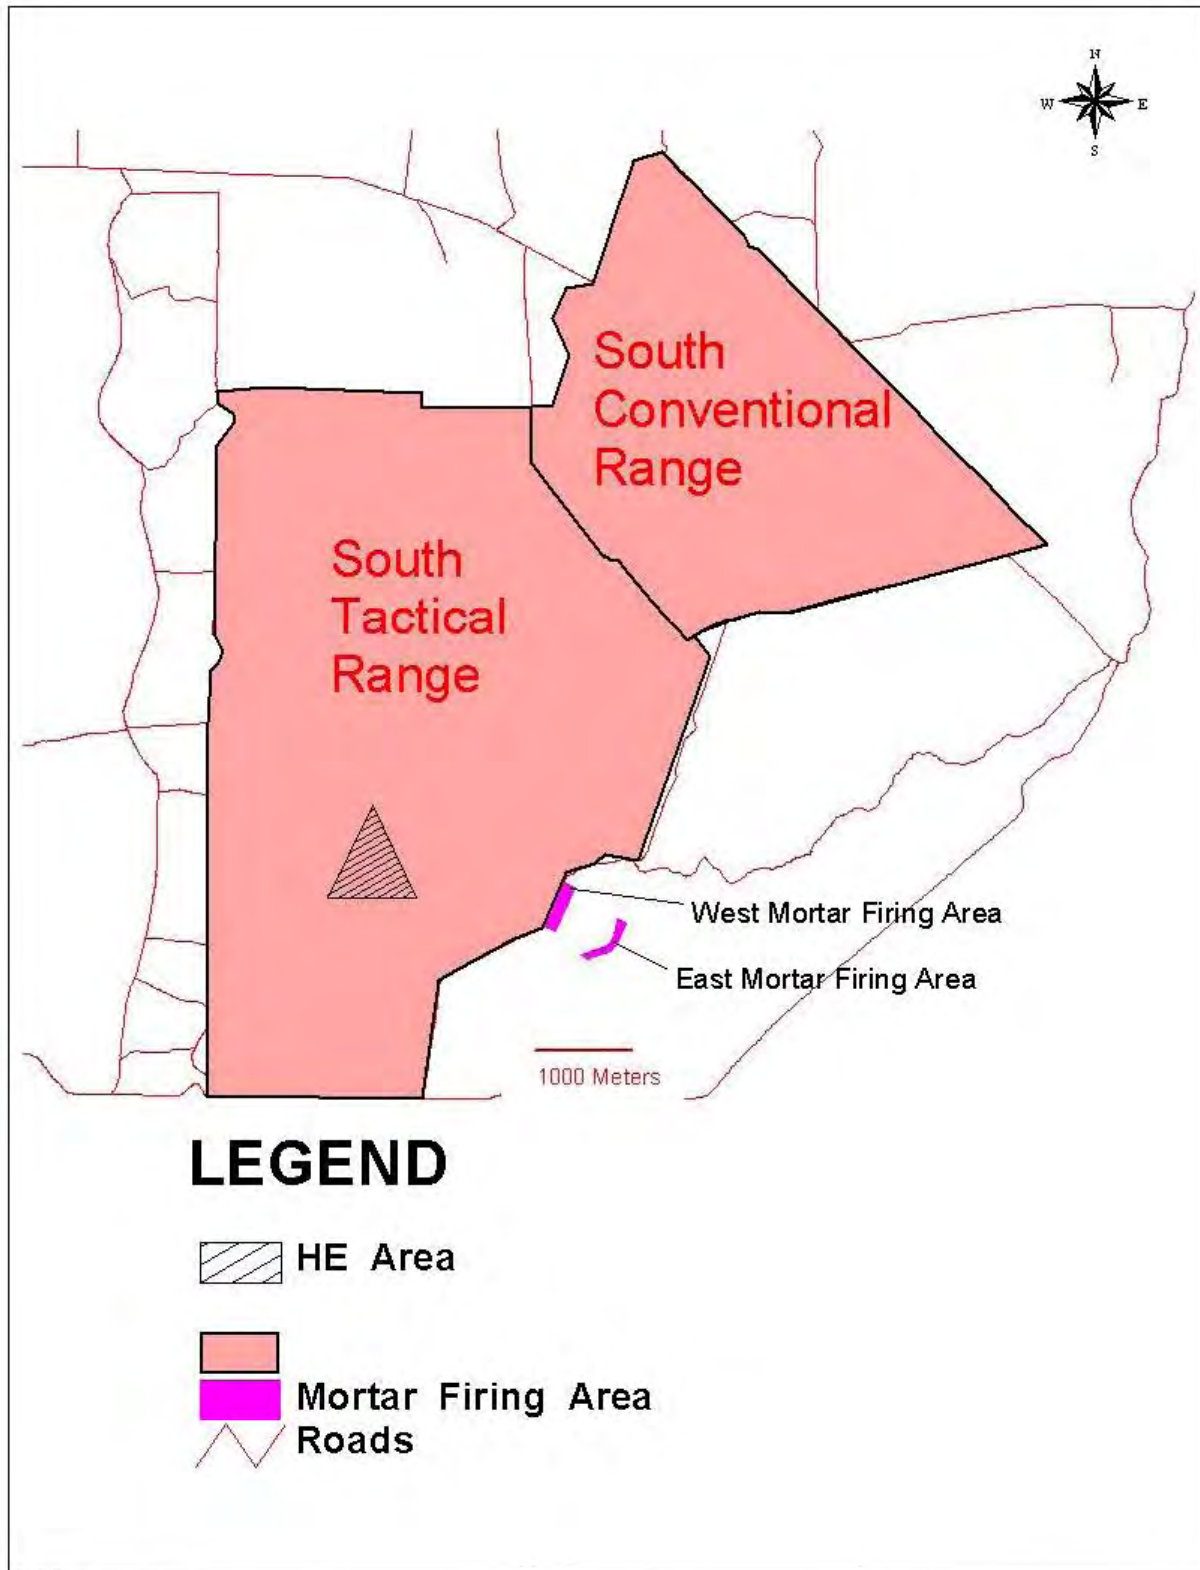 N
W E
S
South
Conventional
Range
South
Tactical
Range
West Mortar Firing Area
East Mortar Firing Area
1000 Meters
LEGEND
HE Area
Mortar Firing Area
Roads